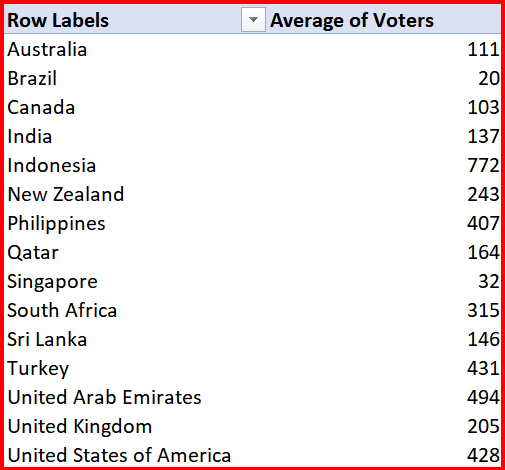 Row Labels Average of Voters
Australia 111
Brazil 20
Canada 103
India 137
Indonesia 772
New Zealand 243
Philippines 407
Qatar 164
Singapore 32
South Africa 315
Sri Lanka 146
Turkey 431
United Arab Emirates 494
United Kingdom 205
United States of America 428